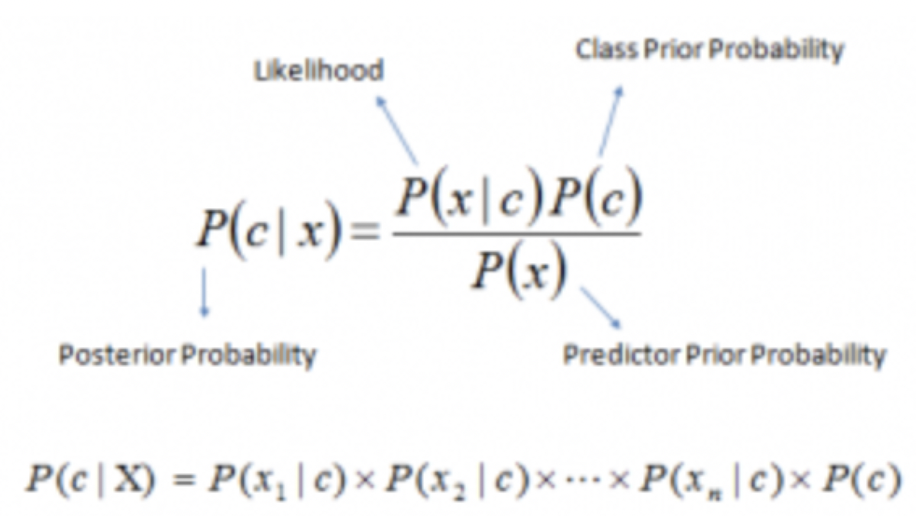 Likelihood
Class Prior Probability
P(c | x) = P(x | c)P(c) / P(x)
Posterior Probability
Predictor Prior Probability
P(c | X) = P(x₁ | c) × P(x₂ | c) × ··· × P(xₙ | c) × P(c)